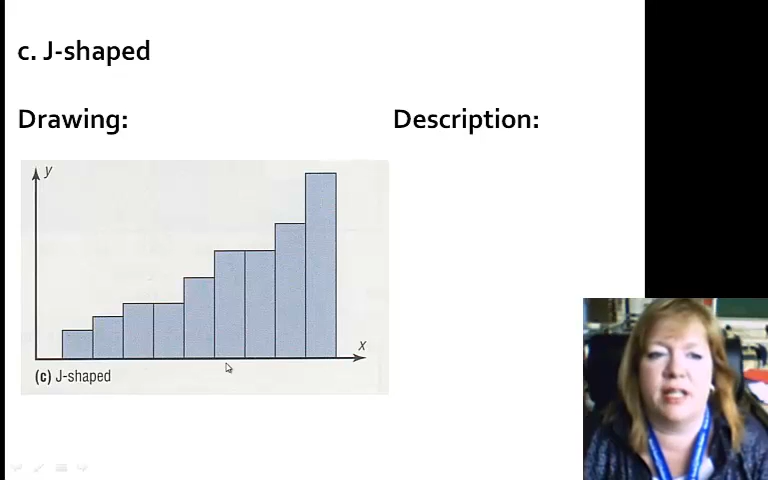 c. J-shaped
Drawing:
Description:
y
x
(c) J-shaped